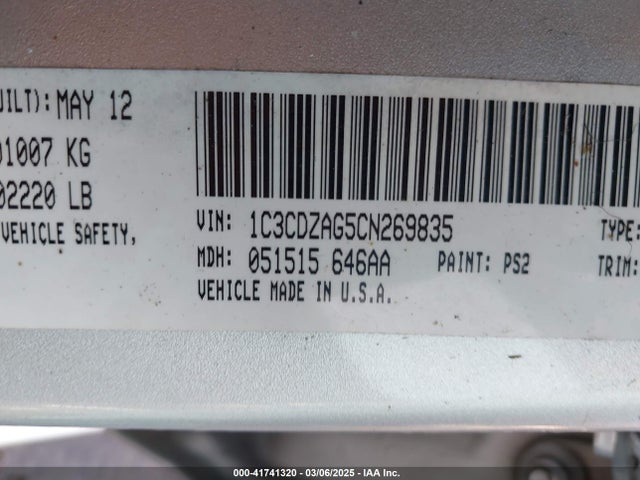 UILT): MAY 12
01007 KG
02220 LB
VEHICLE SAFETY,
VIN: 1C3CDZAG5CN269835
TYPE:
MDH: 051515 646AA
PAINT: PS2
TRIM:
VEHICLE MADE IN U.S.A.
000-41741320 | 03/06/2025 | IAA Inc.